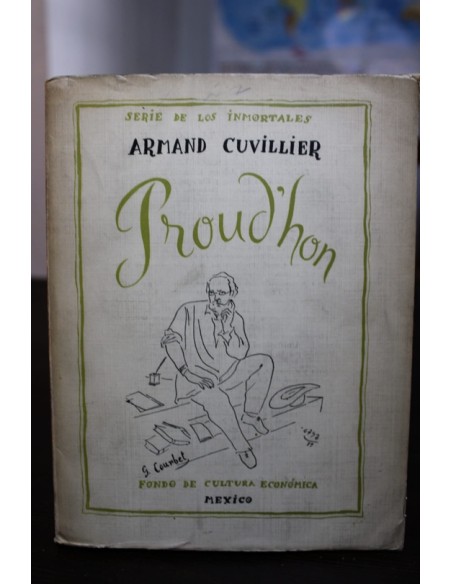 SERIE DE LOS INMORTALES
ARMAND CUVILLIER
Proud'hon
G. Courbet
FONDO DE CULTURA ECONÓMICA
MEXICO